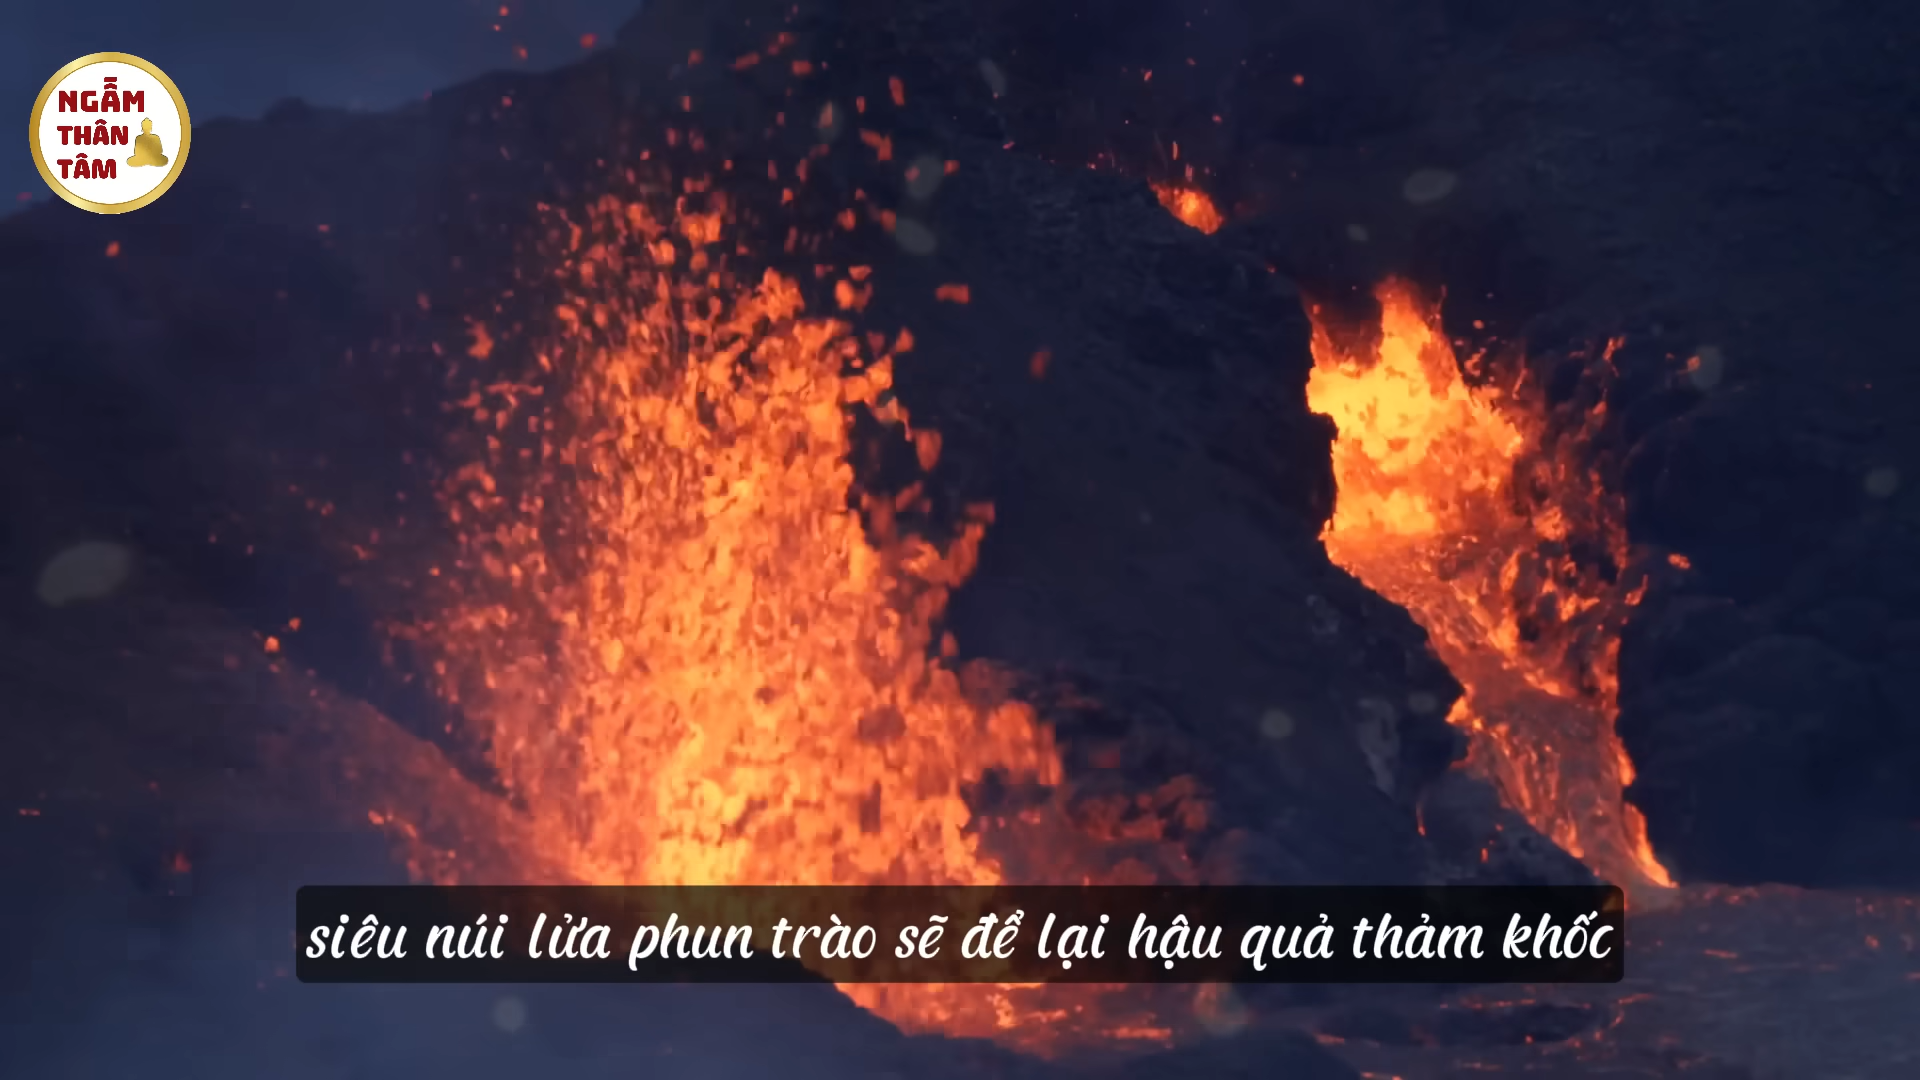 NGẪM
THÂN
TÂM
siêu núi lửa phun trào sẽ để lại hậu quả thảm khốc